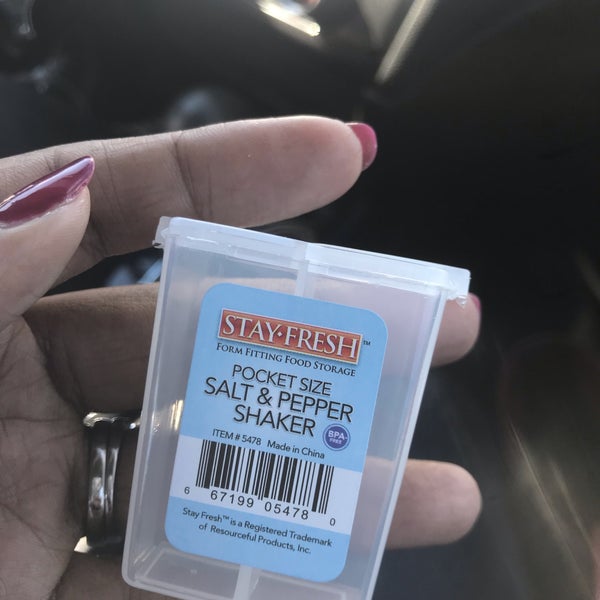 STAY•FRESH™
FORM FITTING FOOD STORAGE
POCKET SIZE
SALT & PEPPER
SHAKER
BPA-
FREE
ITEM # 5478 Made in China
6 67199 05478 0
Stay Fresh™ is a Registered Trademark
of Resourceful Products, Inc.